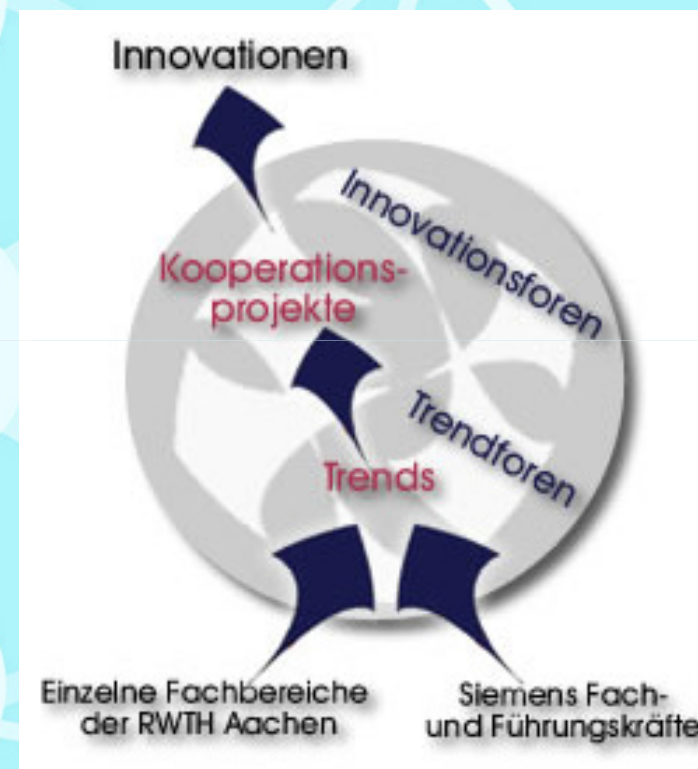 Innovationen
Innovationsforen
Kooperations-
projekte
Trendforen
Trends
Einzelne Fachbereiche
der RWTH Aachen
Siemens Fach-
und Führungskräfte